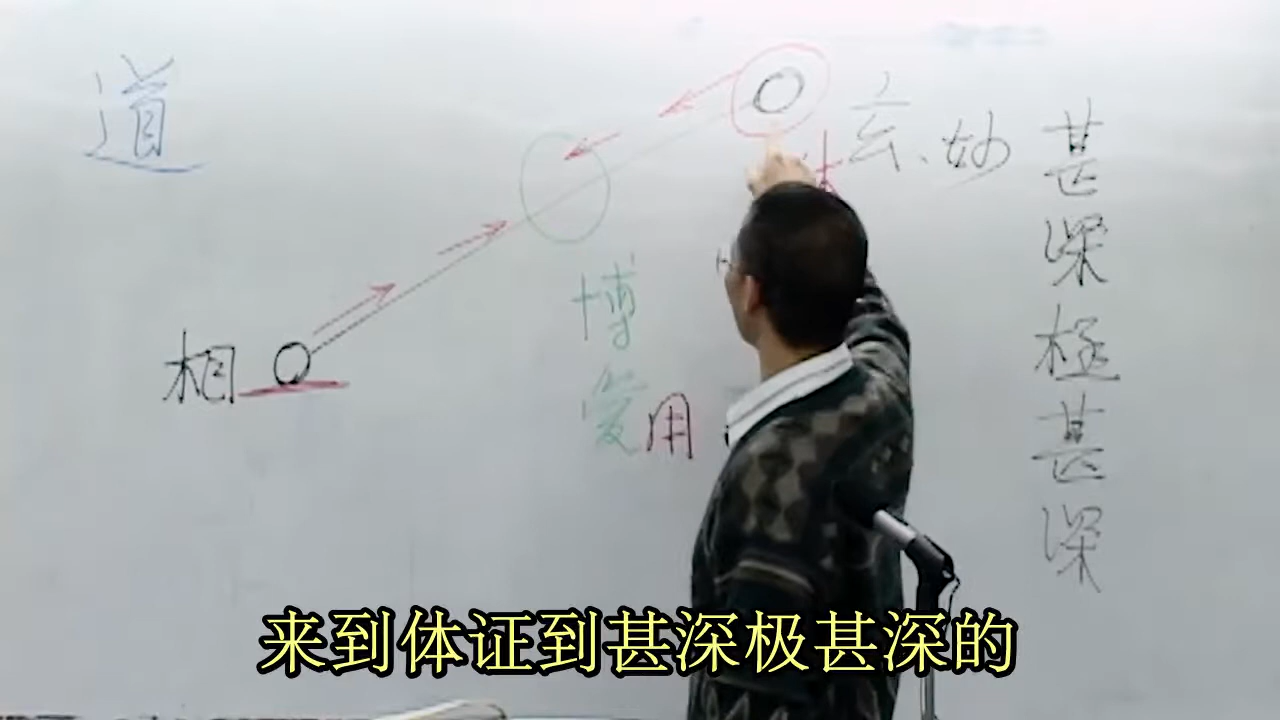 道
玄、妙
甚深極甚深
相
博爱
用
来到体证到甚深极甚深的